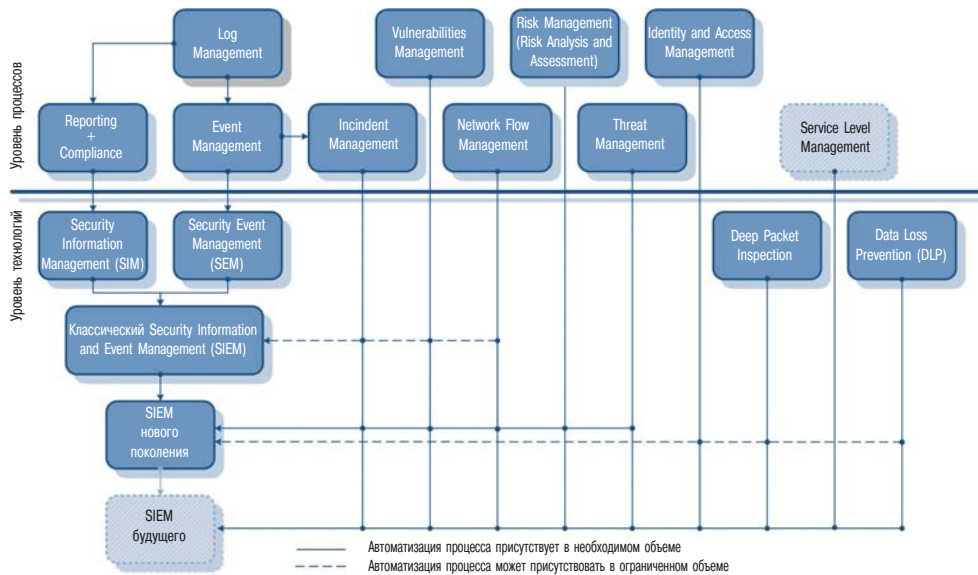 Уровень процессов
Log
Management
Vulnerabilities
Management
Risk Management
(Risk Analysis and
Assessment)
Identity and Access
Management
Reporting
+
Compliance
Event
Management
Incindent
Management
Network Flow
Management
Threat
Management
Service Level
Management
Уровень технологий
Security
Information
Management (SIM)
Security Event
Management
(SEM)
Deep Packet
Inspection
Data Loss
Prevention (DLP)
Классический Security Information
and Event Management (SIEM)
SIEM
нового
поколения
SIEM
будущего
Автоматизация процесса присутствует в необходимом объеме
Автоматизация процесса может присутствовать в ограниченном объеме